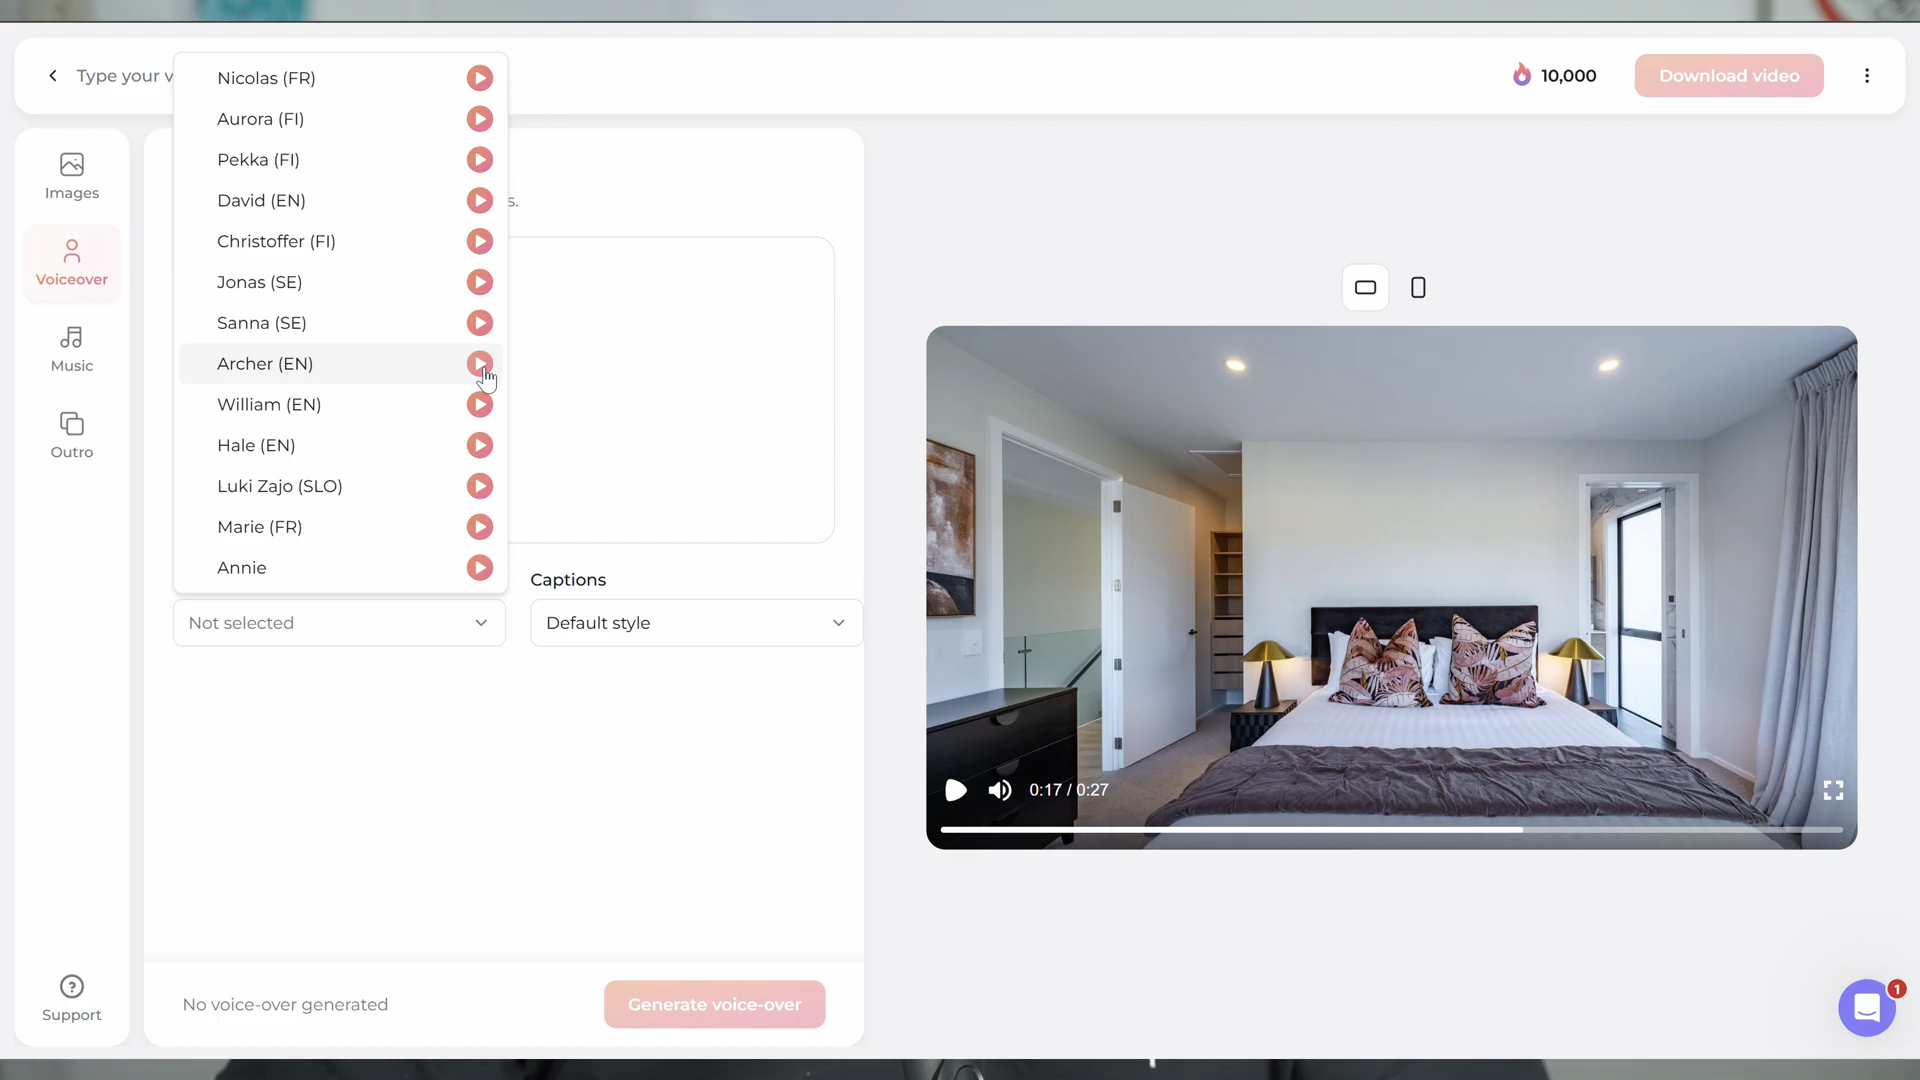 Type your v
10,000
Download video
Images
Voiceover
Music
Outro
Support
Nicolas (FR)
Aurora (FI)
Pekka (FI)
David (EN)
Christoffer (FI)
Jonas (SE)
Sanna (SE)
Archer (EN)
William (EN)
Hale (EN)
Luki Zajo (SLO)
Marie (FR)
Annie
s.
Not selected
Captions
Default style
No voice-over generated
Generate voice-over
0:17 / 0:27
1